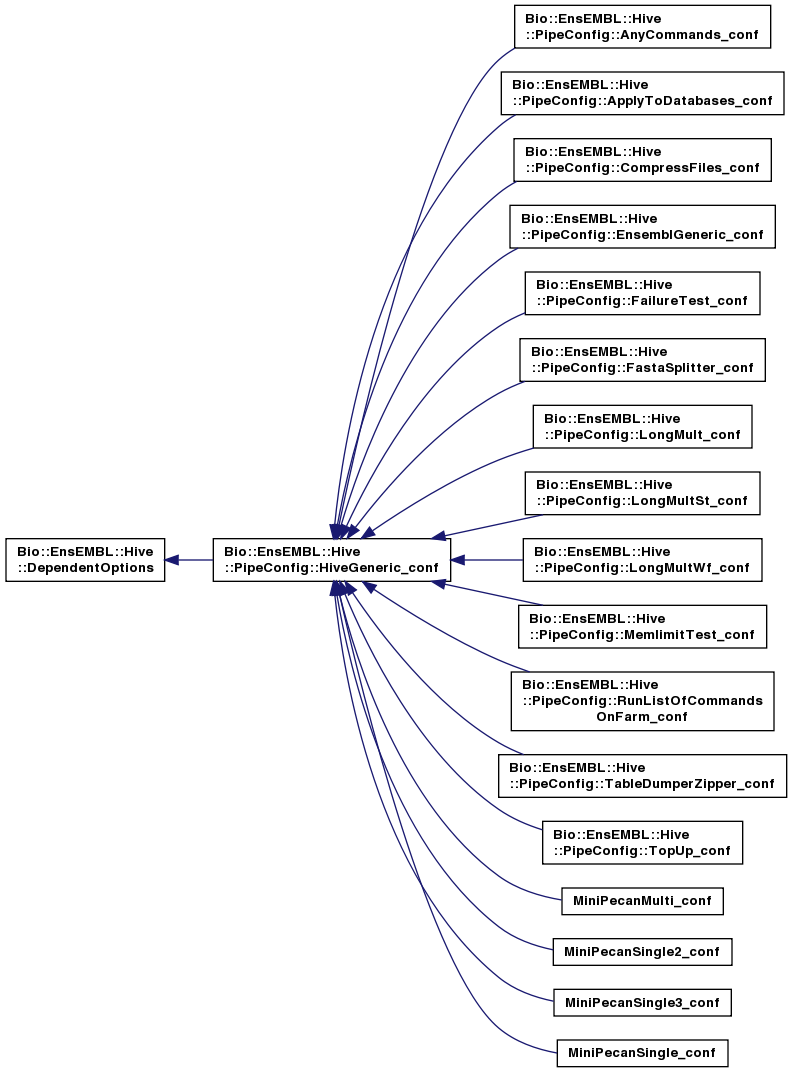 Bio::EnsEMBL::Hive
::PipeConfig::AnyCommands_conf
Bio::EnsEMBL::Hive
::PipeConfig::ApplyToDatabases_conf
Bio::EnsEMBL::Hive
::PipeConfig::CompressFiles_conf
Bio::EnsEMBL::Hive
::PipeConfig::EnsemblGeneric_conf
Bio::EnsEMBL::Hive
::PipeConfig::FailureTest_conf
Bio::EnsEMBL::Hive
::PipeConfig::FastaSplitter_conf
Bio::EnsEMBL::Hive
::PipeConfig::LongMult_conf
Bio::EnsEMBL::Hive
::PipeConfig::LongMultSt_conf
Bio::EnsEMBL::Hive
::DependentOptions
Bio::EnsEMBL::Hive
::PipeConfig::HiveGeneric_conf
Bio::EnsEMBL::Hive
::PipeConfig::LongMultWf_conf
Bio::EnsEMBL::Hive
::PipeConfig::MemlimitTest_conf
Bio::EnsEMBL::Hive
::PipeConfig::RunListOfCommands
OnFarm_conf
Bio::EnsEMBL::Hive
::PipeConfig::TableDumperZipper_conf
Bio::EnsEMBL::Hive
::PipeConfig::TopUp_conf
MiniPecanMulti_conf
MiniPecanSingle2_conf
MiniPecanSingle3_conf
MiniPecanSingle_conf